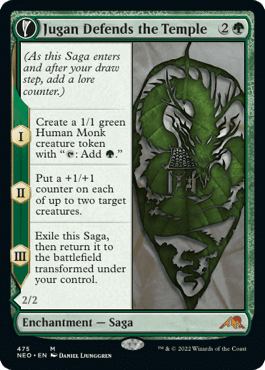 Jugan Defends the Temple 2
(As this Saga enters
and after your draw
step, add a lore
counter.)
I
Create a 1/1 green
Human Monk
creature token
with “: Add .”
II
Put a +1/+1
counter on each
of up to two target
creatures.
III
Exile this Saga,
then return it to
the battlefield
transformed under
your control.
2/2
Enchantment — Saga
475 M
NEO • EN DANIEL LJUNGGREN
™ & © 2022 Wizards of the Coast